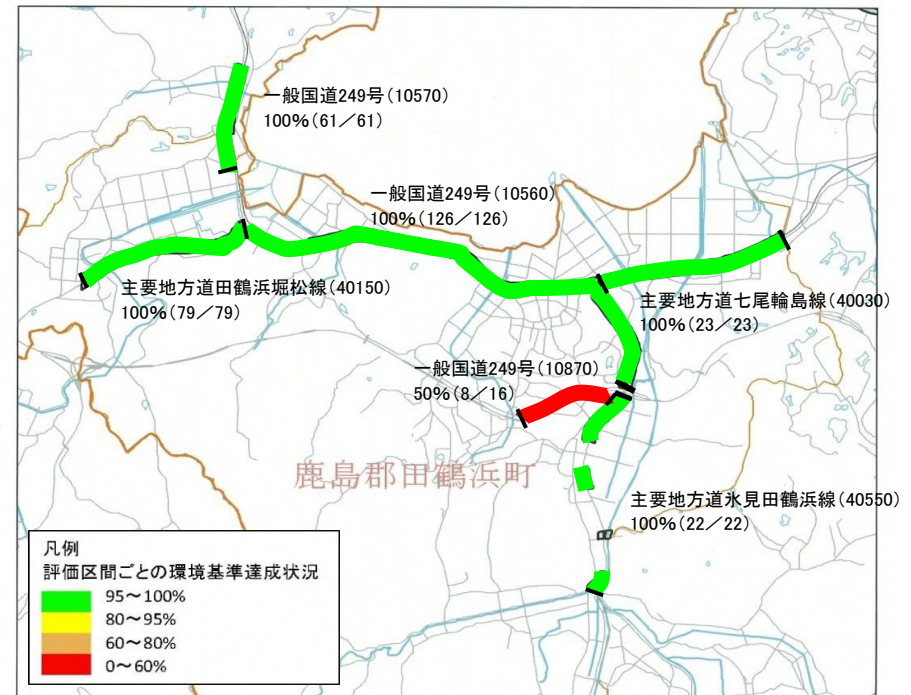 一般国道249号(10570)
100%(61／61)
一般国道249号(10560)
100%(126／126)
主要地方道田鶴浜堀松線(40150)
100%(79／79)
主要地方道七尾輪島線(40030)
100%(23／23)
一般国道249号(10870)
50%(8／16)
鹿島郡田鶴浜町
主要地方道氷見田鶴浜線(40550)
100%(22／22)
凡例
評価区間ごとの環境基準達成状況
95～100%
80～95%
60～80%
0～60%